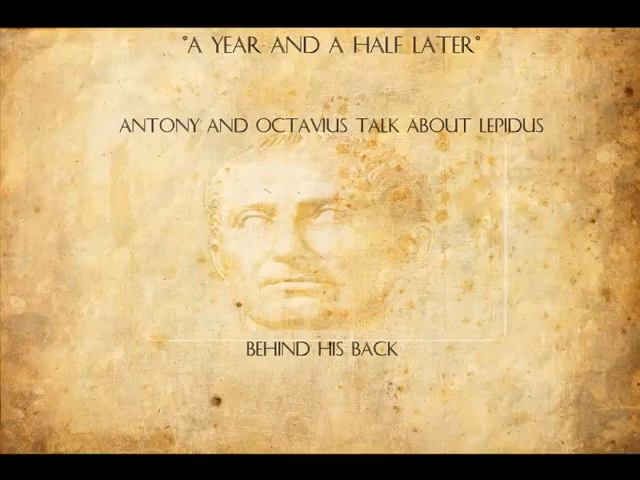 "A YEAR AND A HALF LATER"
ANTONY AND OCTAVIUS TALK ABOUT LEPIDUS
BEHIND HIS BACK